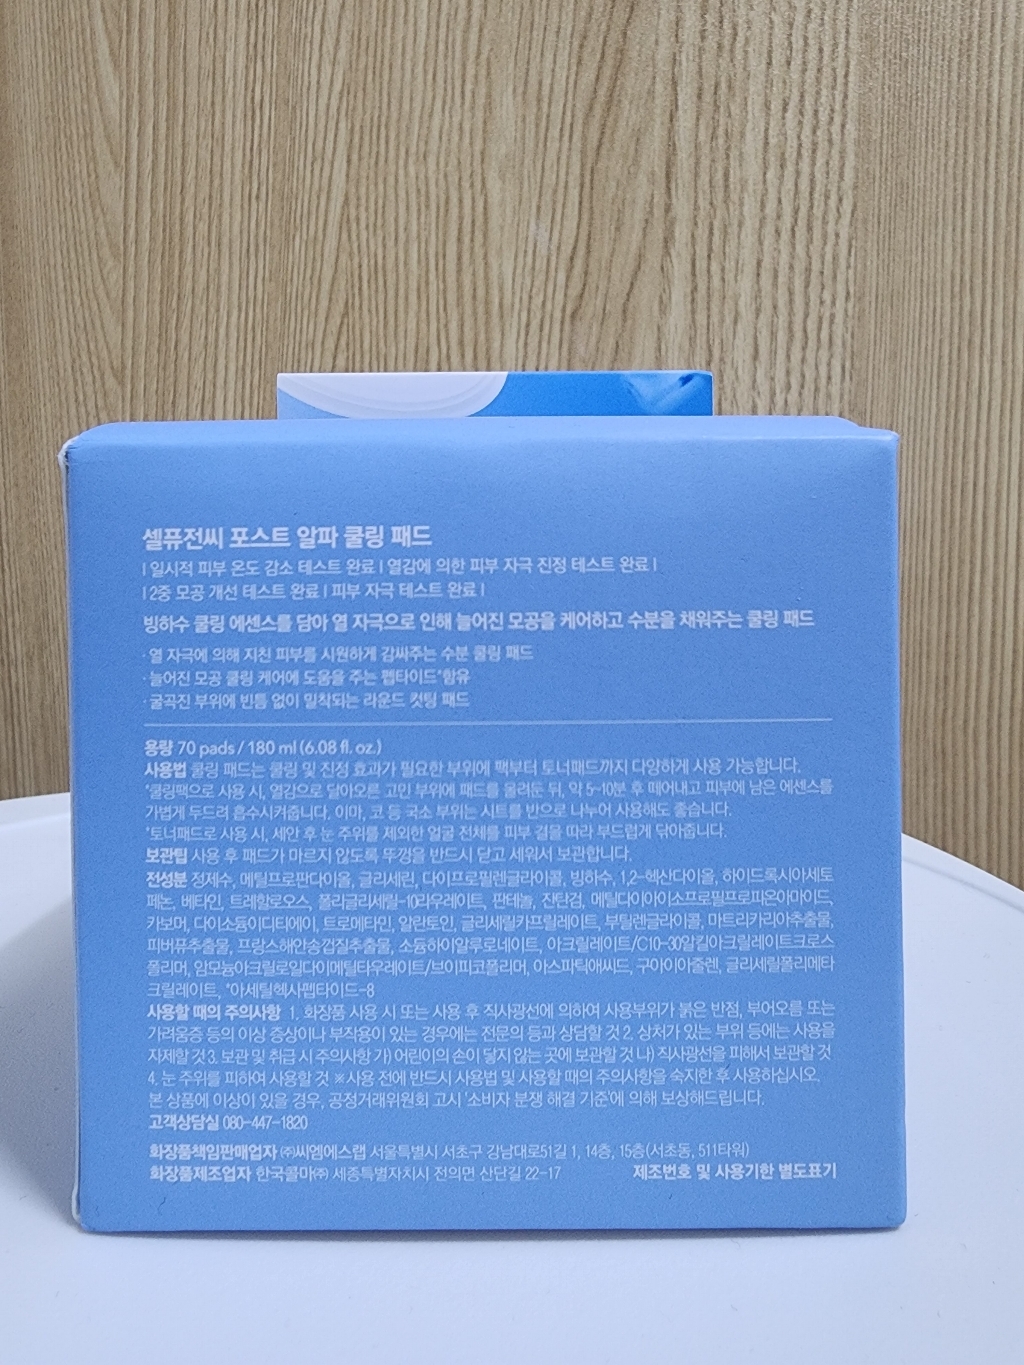 셀퓨전씨 포스트 알파 쿨링 패드
| 일시적 피부 온도 감소 테스트 완료 | 열감에 의한 피부 자극 진정 테스트 완료 |
| 2중 모공 개선 테스트 완료 | 피부 자극 테스트 완료 |
빙하수 쿨링 에센스를 담아 열 자극으로 인해 늘어진 모공을 케어하고 수분을 채워주는 쿨링 패드
· 열 자극에 의해 지친 피부를 시원하게 감싸주는 수분 쿨링 패드
· 늘어진 모공 쿨링 케어에 도움을 주는 펩타이드*함유
· 굴곡진 부위에 빈틈 없이 밀착되는 라운드 컷팅 패드
용량 70 pads / 180 ml (6.08 fl. oz.)
사용법 쿨링 패드는 쿨링 및 진정 효과가 필요한 부위에 팩부터 토너패드까지 다양하게 사용 가능합니다.
*쿨링팩으로 사용 시, 열감으로 달아오른 고민 부위에 패드를 올려둔 뒤, 약 5~10분 후 떼어내고 피부에 남은 에센스를
가볍게 두드려 흡수시켜줍니다. 이마, 코 등 국소 부위는 시트를 반으로 나누어 사용해도 좋습니다.
*토너패드로 사용 시, 세안 후 눈 주위를 제외한 얼굴 전체를 피부 결을 따라 부드럽게 닦아줍니다.
보관팁 사용 후 패드가 마르지 않도록 뚜껑을 반드시 닫고 세워서 보관합니다.
전성분 정제수, 메틸프로판다이올, 글리세린, 다이프로필렌글라이콜, 빙하수, 1,2-헥산다이올, 하이드록시아세토
페논, 베타인, 트레할로오스, 폴리글리세릴-10라우레이트, 판테놀, 잔탄검, 메틸다이아이소프로필프로피온아마이드,
카보머, 다이소듐이디티에이, 트로메타민, 알란토인, 글리세릴카프릴레이트, 부틸렌글라이콜, 마트리카리아추출물,
피버퓨추출물, 프랑스해안송껍질추출물, 소듐하이알루로네이트, 아크릴레이트/C10-30알킬아크릴레이트크로스
폴리머, 암모늄아크릴로일다이메틸타우레이트/브이피코폴리머, 아스파틱애씨드, 구아이아줄렌, 글리세릴폴리메타
크릴레이트, *아세틸헥사펩타이드-8
사용할 때의 주의사항 1. 화장품 사용 시 또는 사용 후 직사광선에 의하여 사용부위가 붉은 반점, 부어오름 또는
가려움증 등의 이상 증상이나 부작용이 있는 경우에는 전문의 등과 상담할 것 2. 상처가 있는 부위 등에는 사용을
자제할 것 3. 보관 및 취급 시 주의사항 가) 어린이의 손이 닿지 않는 곳에 보관할 것 나) 직사광선을 피해서 보관할 것
4. 눈 주위를 피하여 사용할 것 ※사용 전에 반드시 사용법 및 사용할 때의 주의사항을 숙지한 후 사용하십시오.
본 상품에 이상이 있을 경우, 공정거래위원회 고시 '소비자 분쟁 해결 기준'에 의해 보상해드립니다.
고객상담실 080-447-1820
화장품책임판매업자 ㈜씨엠에스랩 서울특별시 서초구 강남대로51길 1, 14층, 15층(서초동, 511타워)
화장품제조업자 한국콜마㈜ 세종특별자치시 전의면 산단길 22-17 제조번호 및 사용기한 별도표기